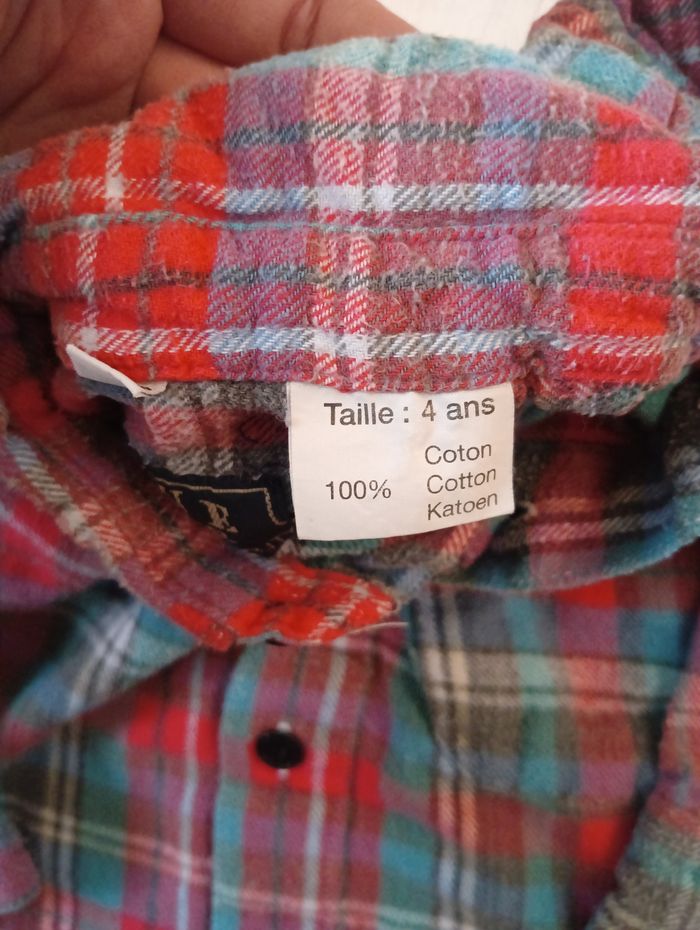 Taille : 4 ans
Coton
100% Cotton
Katoen